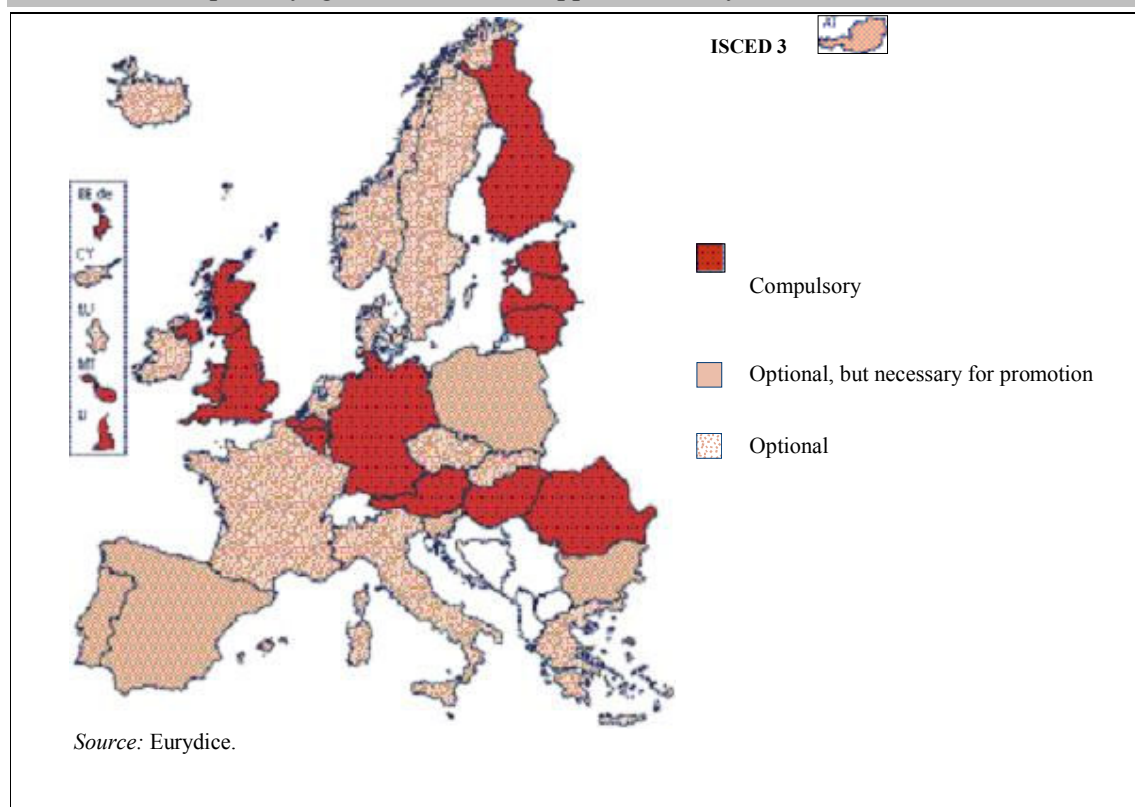 ISCED 3
AT
BE de
CY
LU
MT
LI
Compulsory
Optional, but necessary for promotion
Optional
Source: Eurydice.